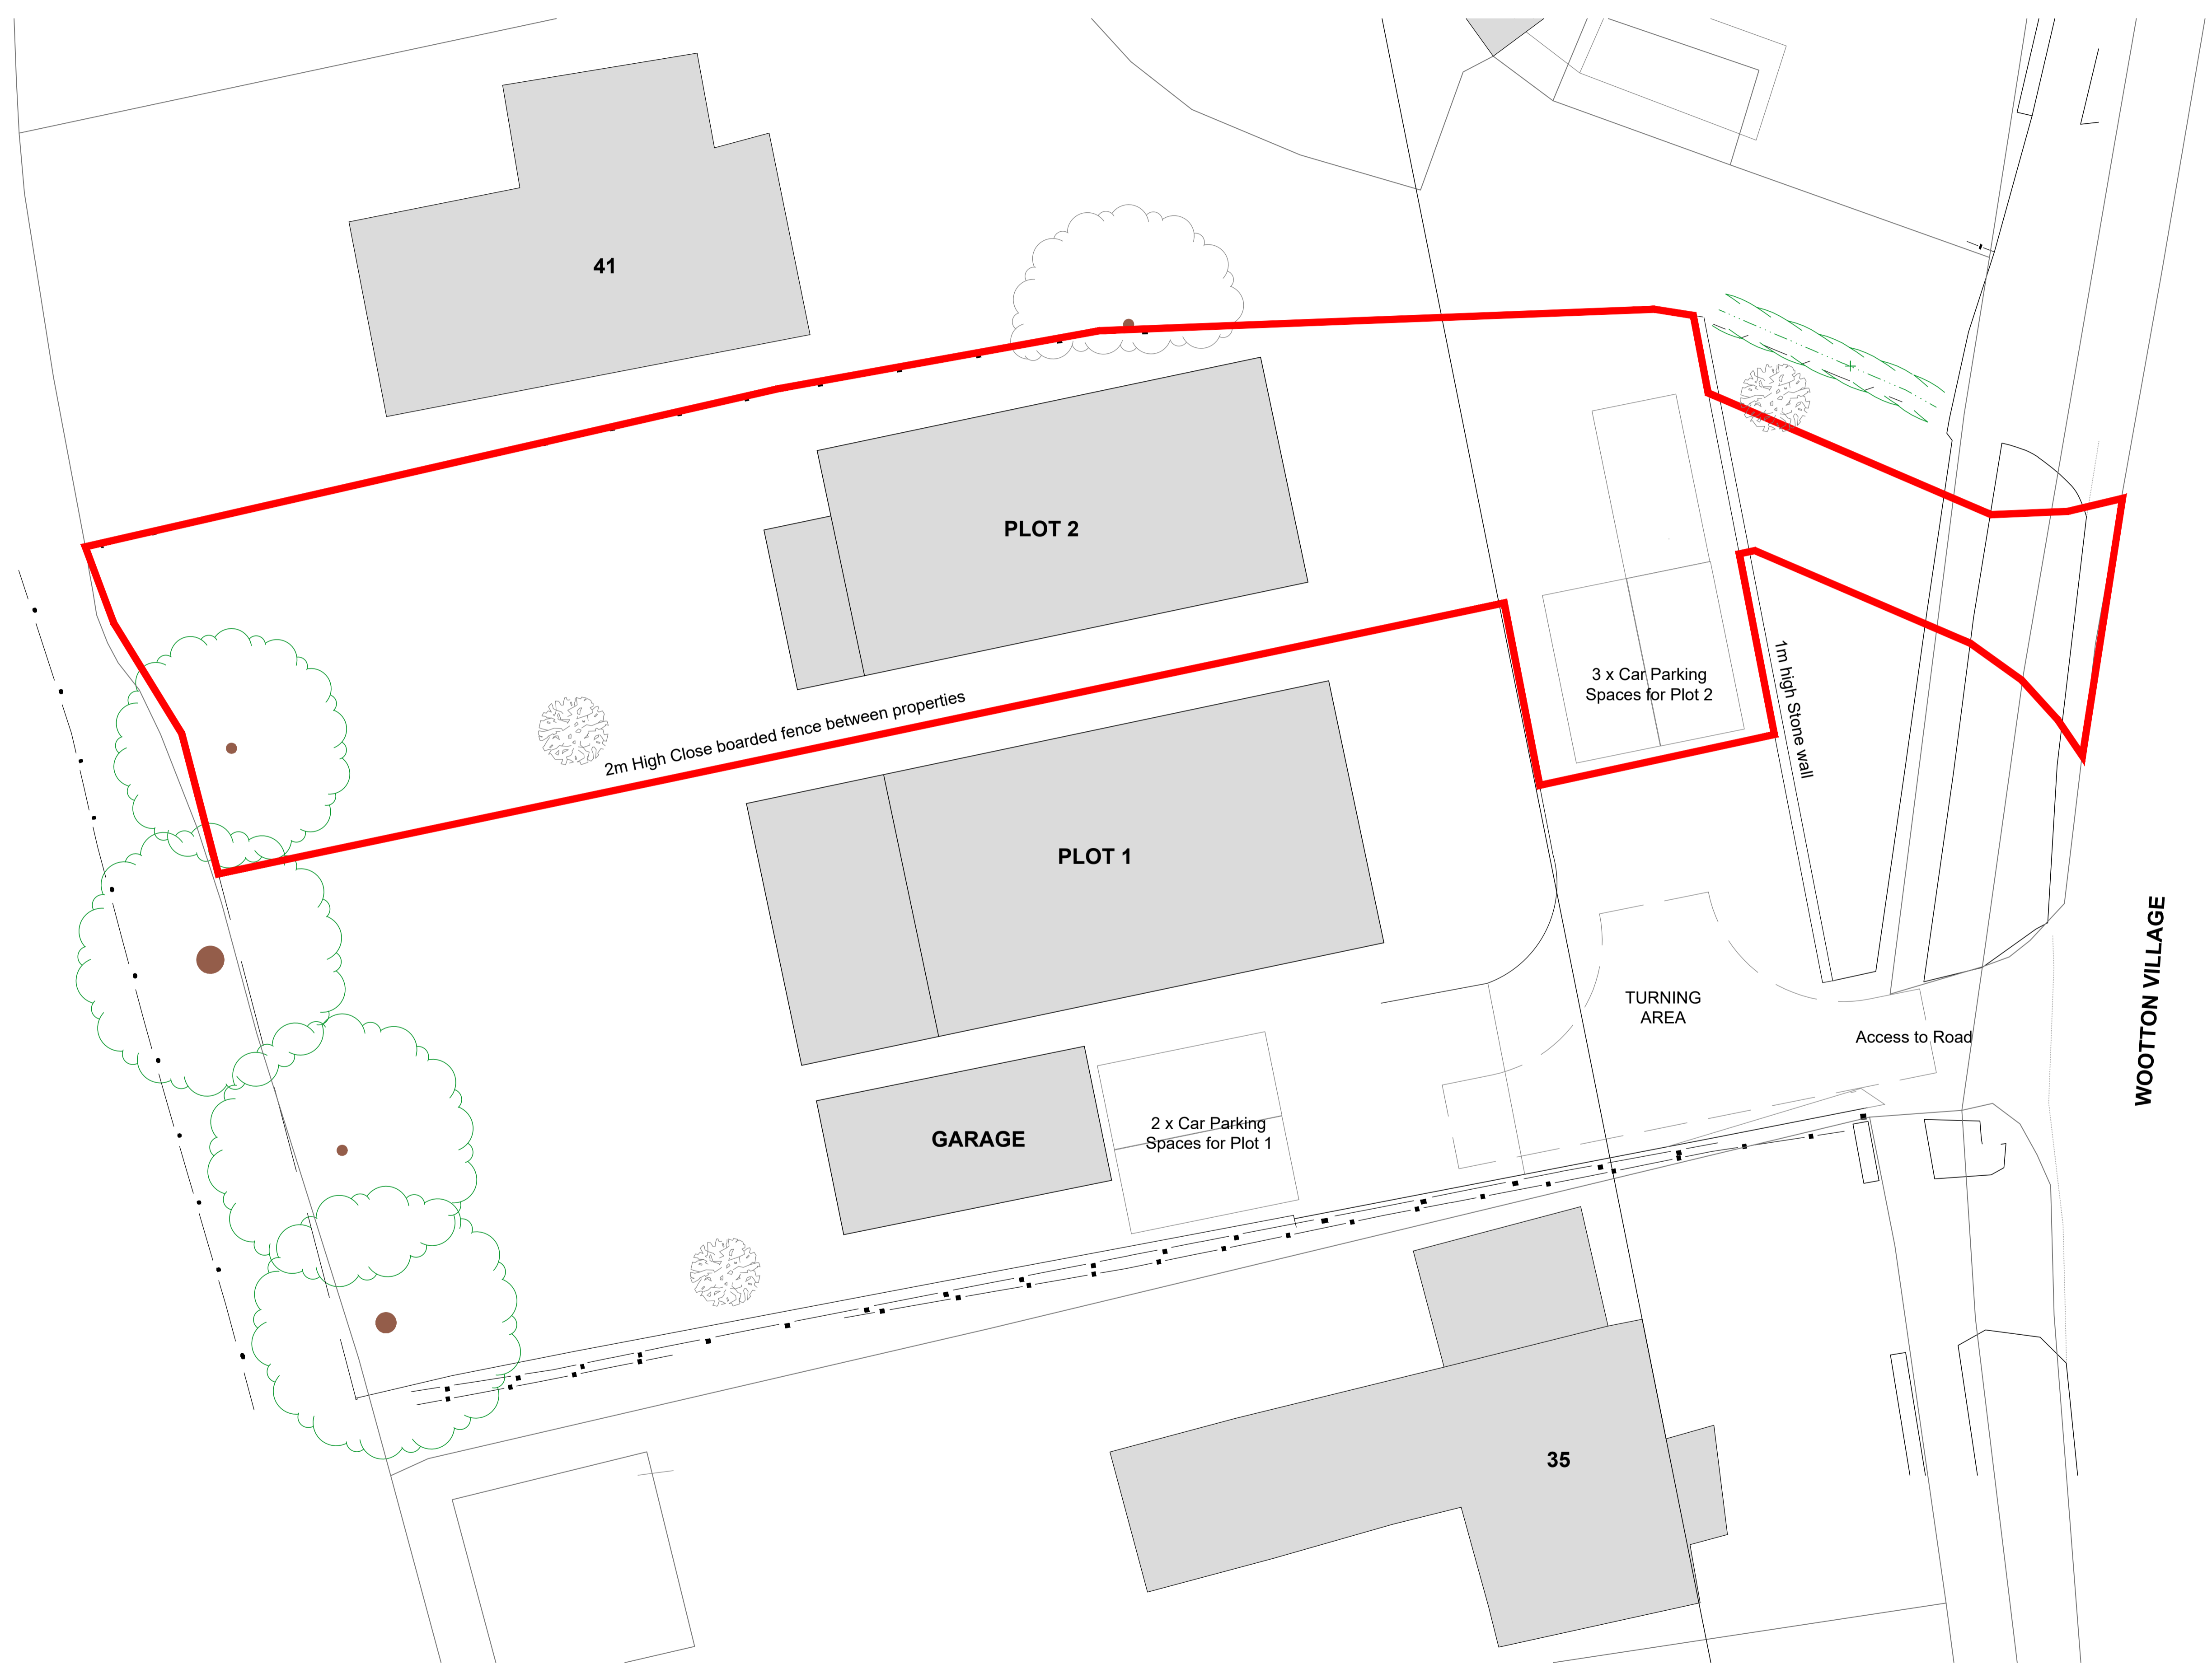 41
PLOT 2
3 x Car Parking
Spaces for Plot 2
1m high Stone wall
2m High Close boarded fence between properties
PLOT 1
TURNING
AREA
Access to Road
WOOTTON VILLAGE
GARAGE
2 x Car Parking
Spaces for Plot 1
35